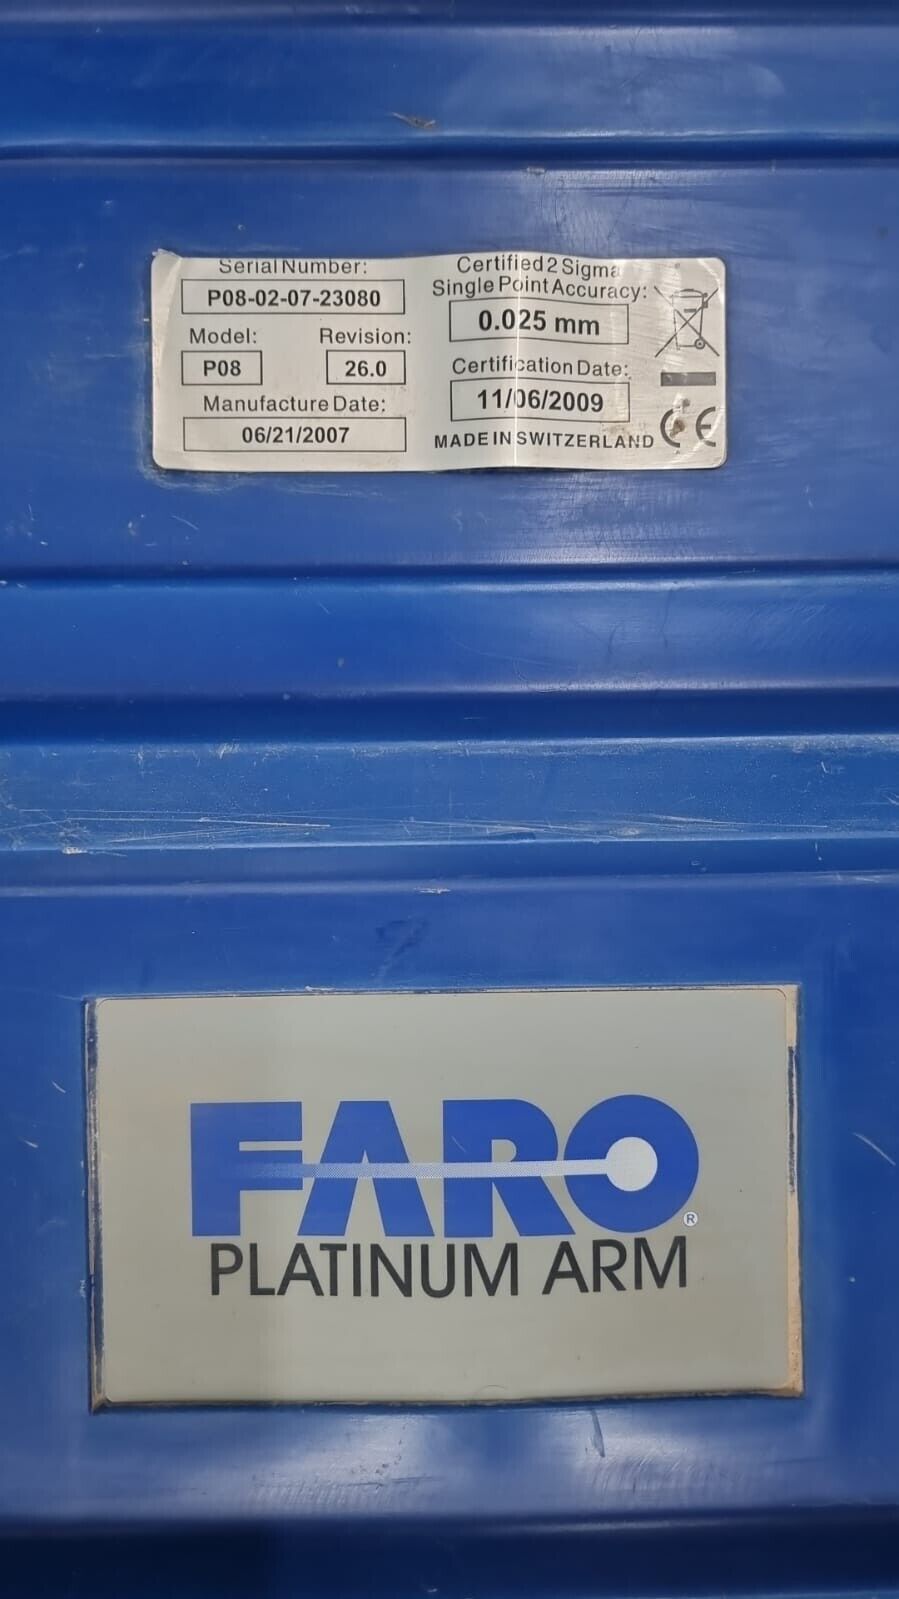 Serial Number:
P08-02-07-23080
Model:
Revision:
P08
26.0
Manufacture Date:
06/21/2007
Certified 2 Sigma
Single Point Accuracy:
0.025 mm
Certification Date:
11/06/2009
MADE IN SWITZERLAND CE
FARO®
PLATINUM ARM